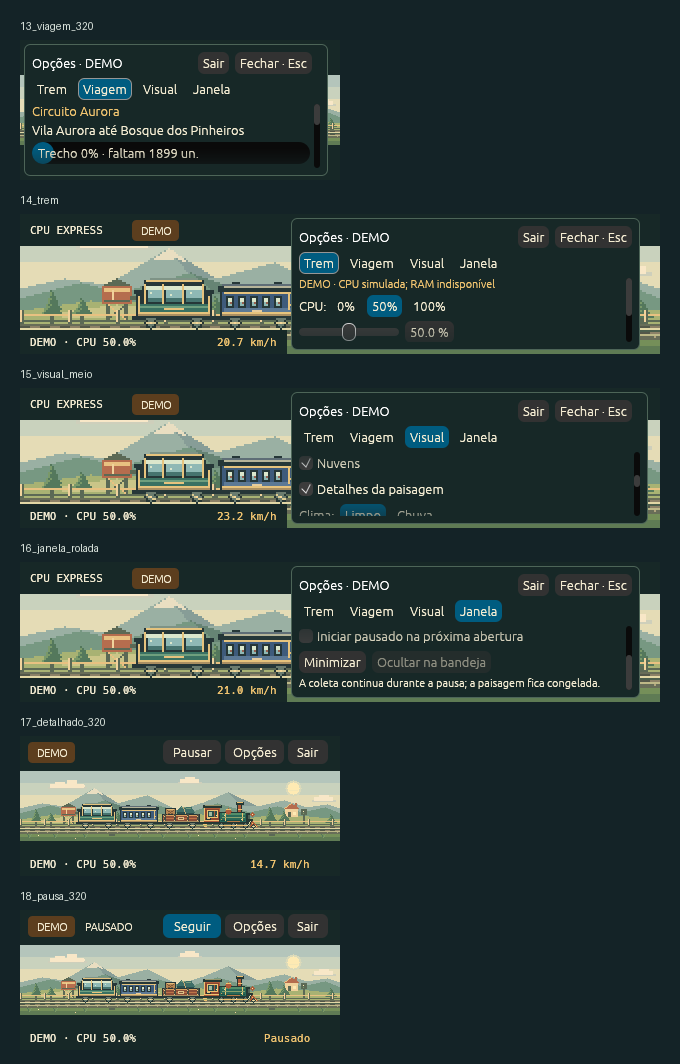 13_viagem_320
Opções · DEMO Sair Fechar · Esc
Trem Viagem Visual Janela
Circuito Aurora
Vila Aurora até Bosque dos Pinheiros
Trecho 0% · faltam 1899 un.
14_trem
CPU EXPRESS DEMO
Opções · DEMO Sair Fechar · Esc
Trem Viagem Visual Janela
DEMO · CPU simulada; RAM indisponível
CPU: 0% 50% 100%
50.0 %
DEMO · CPU 50.0% 20.7 km/h
15_visual_meio
CPU EXPRESS DEMO
Opções · DEMO Sair Fechar · Esc
Trem Viagem Visual Janela
Nuvens
Detalhes da paisagem
Clima: Limpo Chuva
DEMO · CPU 50.0% 23.2 km/h
16_janela_rolada
CPU EXPRESS DEMO
Opções · DEMO Sair Fechar · Esc
Trem Viagem Visual Janela
Iniciar pausado na próxima abertura
Minimizar Ocultar na bandeja
A coleta continua durante a pausa; a paisagem fica congelada.
DEMO · CPU 50.0% 21.0 km/h
17_detalhado_320
DEMO Pausar Opções Sair
DEMO · CPU 50.0% 14.7 km/h
18_pausa_320
DEMO PAUSADO Seguir Opções Sair
DEMO · CPU 50.0% Pausado